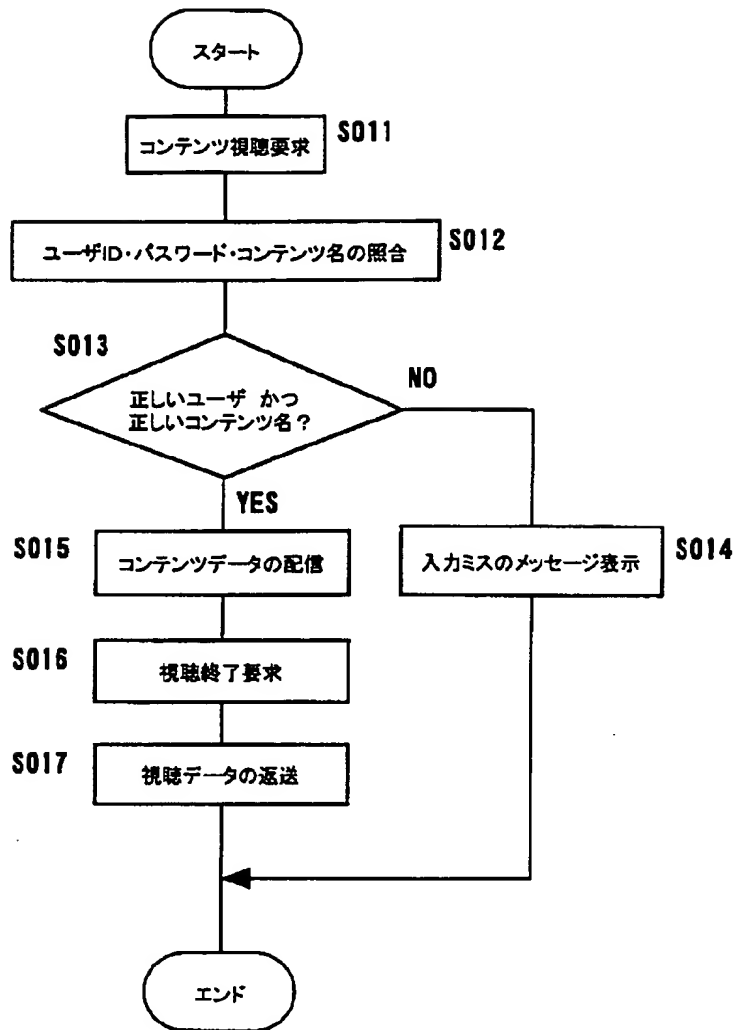 スタート
コンテンツ視聴要求
S011
ユーザID・パスワード・コンテンツ名の照合
S012
S013
正しいユーザ かつ
正しいコンテンツ名？
NO
YES
S015
コンテンツデータの配信
入力ミスのメッセージ表示
S014
S016
視聴終了要求
S017
視聴データの返送
エンド